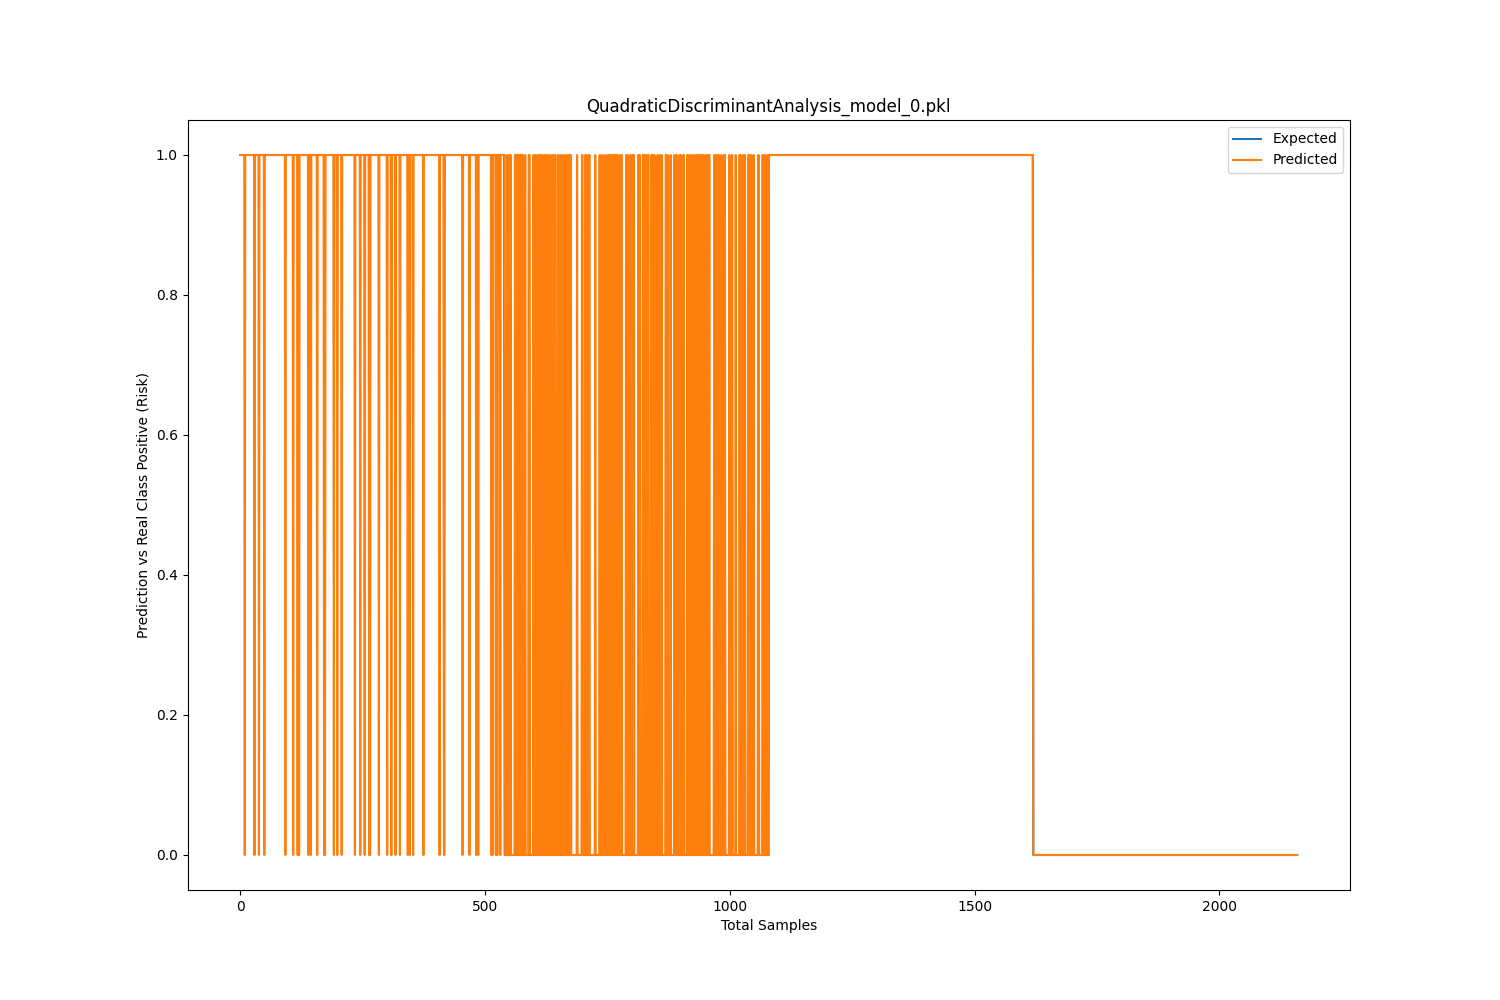 QuadraticDiscriminantAnalysis_model_0.pkl
Expected
Predicted
1.0
0.8
0.6
0.4
0.2
0.0
Prediction vs Real Class Positive (Risk)
0 500 1000 1500 2000
Total Samples